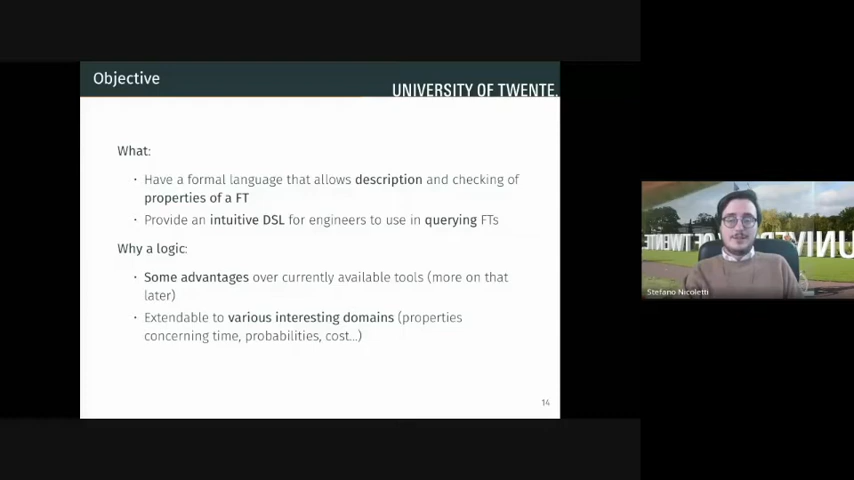 Objective
UNIVERSITY OF TWENTE.
What:
· Have a formal language that allows description and checking of
properties of a FT
· Provide an intuitive DSL for engineers to use in querying FTs
Why a logic:
· Some advantages over currently available tools (more on that
later)
· Extendable to various interesting domains (properties
concerning time, probabilities, cost...)
14
Stefano Nicoletti